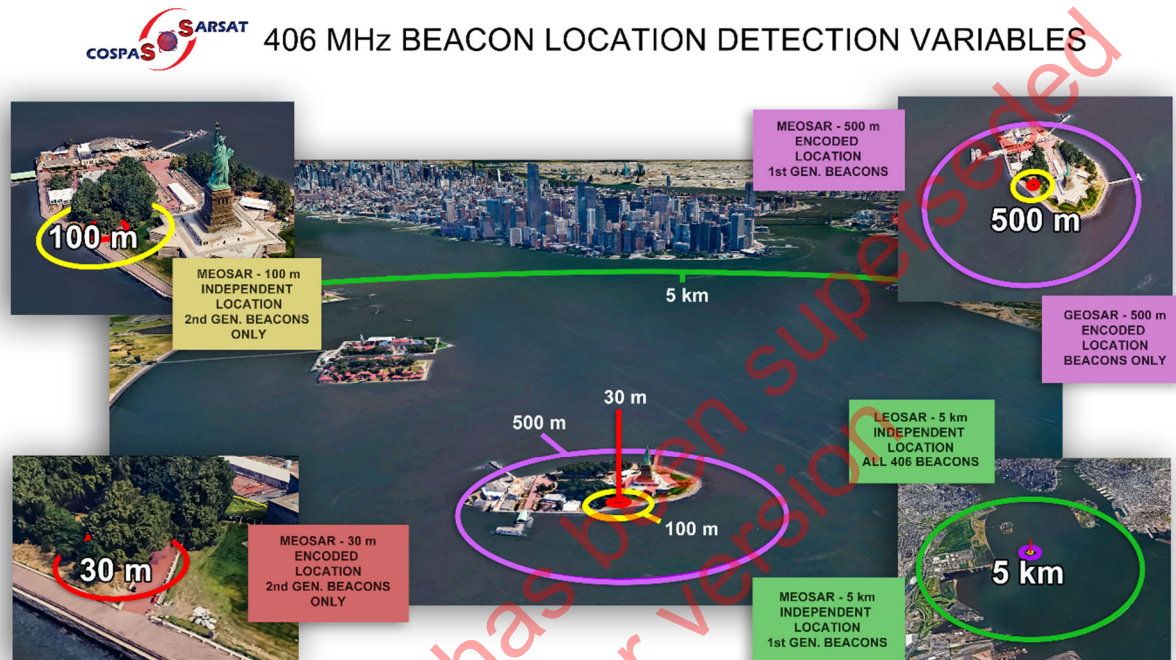 COSPAS SARSAT
406 MHz BEACON LOCATION DETECTION VARIABLES
100 m
MEOSAR - 100 m
INDEPENDENT
LOCATION
2nd GEN. BEACONS
ONLY
MEOSAR - 500 m
ENCODED
LOCATION
1st GEN. BEACONS
500 m
GEOSAR - 500 m
ENCODED
LOCATION
BEACONS ONLY
5 km
30 m
500 m
100 m
30 m
MEOSAR - 30 m
ENCODED
LOCATION
2nd GEN. BEACONS
ONLY
LEOSAR - 5 km
INDEPENDENT
LOCATION
ALL 406 BEACONS
5 km
MEOSAR - 5 km
INDEPENDENT
LOCATION
1st GEN. BEACONS
has been superseded
version